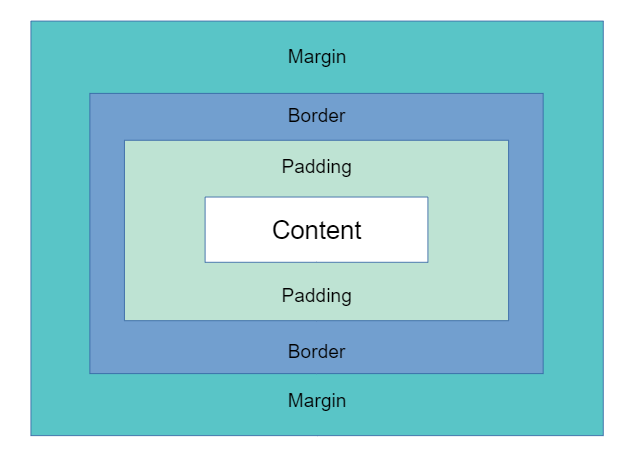 Margin
Border
Padding
Content
Padding
Border
Margin